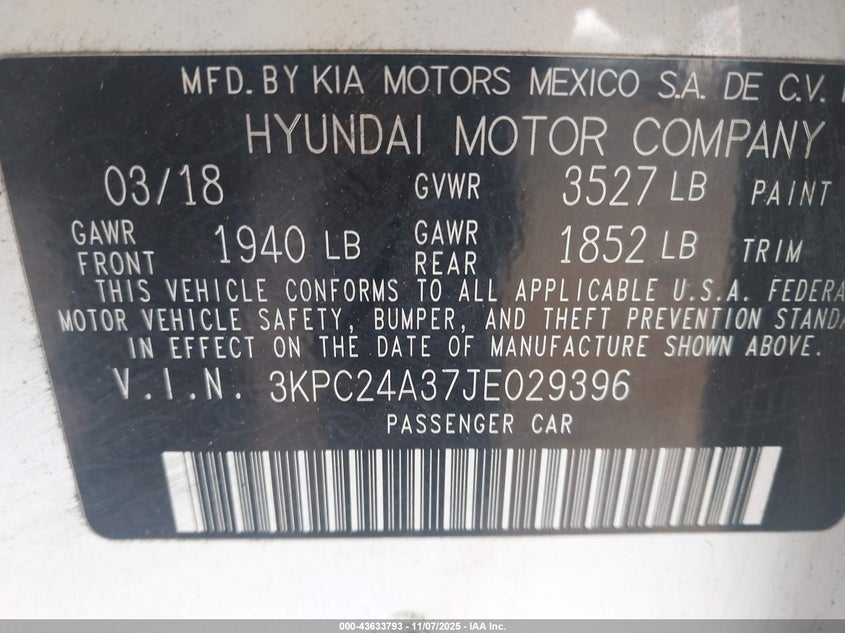 MFD. BY KIA MOTORS MEXICO S.A. DE C.V.
HYUNDAI MOTOR COMPANY
03/18 GVWR 3527 LB PAINT
GAWR FRONT 1940 LB GAWR REAR 1852 LB TRIM
THIS VEHICLE CONFORMS TO ALL APPLICABLE U.S.A. FEDERA
MOTOR VEHICLE SAFETY, BUMPER, AND THEFT PREVENTION STANDA
IN EFFECT ON THE DATE OF MANUFACTURE SHOWN ABOVE.
V.I.N. 3KPC24A37JE029396
PASSENGER CAR
000-43633793 - 11/07/2025 - IAA Inc.